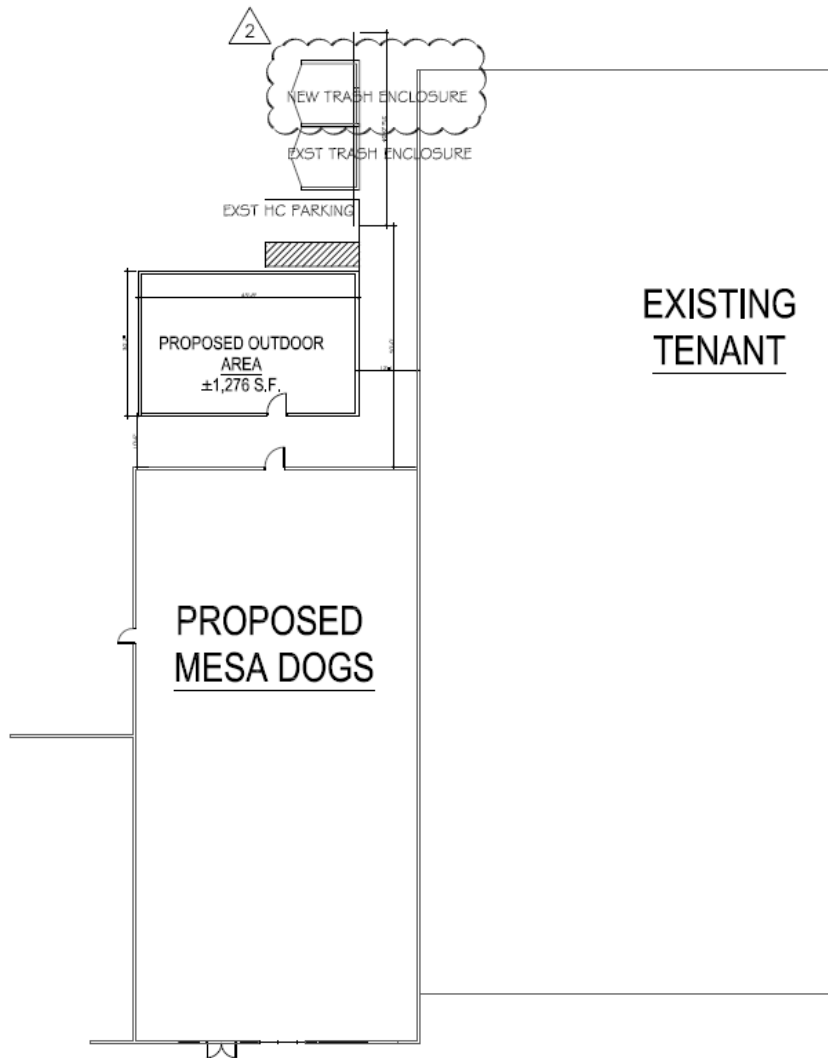 2
NEW TRASH ENCLOSURE
EXST TRASH ENCLOSURE
EXST HC PARKING
PROPOSED OUTDOOR
AREA
±1,276 S.F.
EXISTING
TENANT
PROPOSED
MESA DOGS